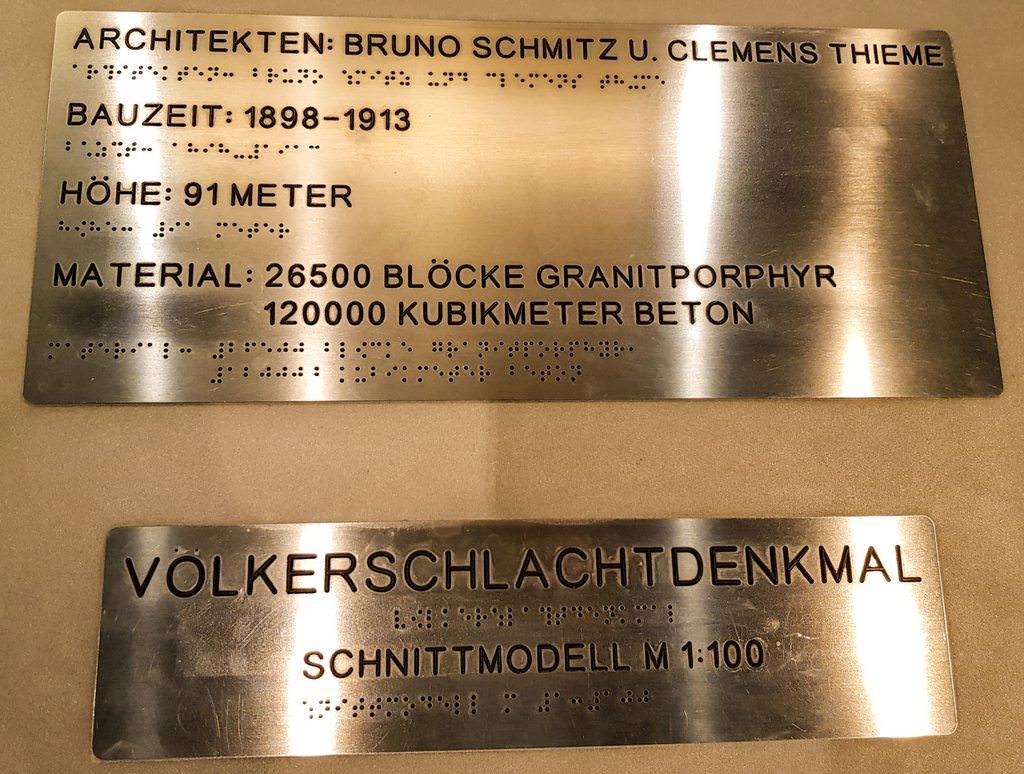 ARCHITEKTEN: BRUNO SCHMITZ U. CLEMENS THIEME
BAUZEIT: 1898-1913
HÖHE: 91 METER
MATERIAL: 26500 BLÖCKE GRANITPORPHYR
120000 KUBIKMETER BETON
VÖLKERSCHLACHTDENKMAL
SCHNITTMODELL M 1:100